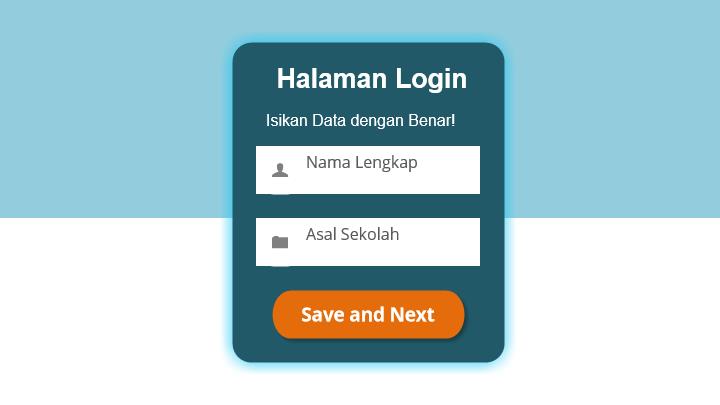 Halaman Login
Isikan Data dengan Benar!
Nama Lengkap
Asal Sekolah
Save and Next